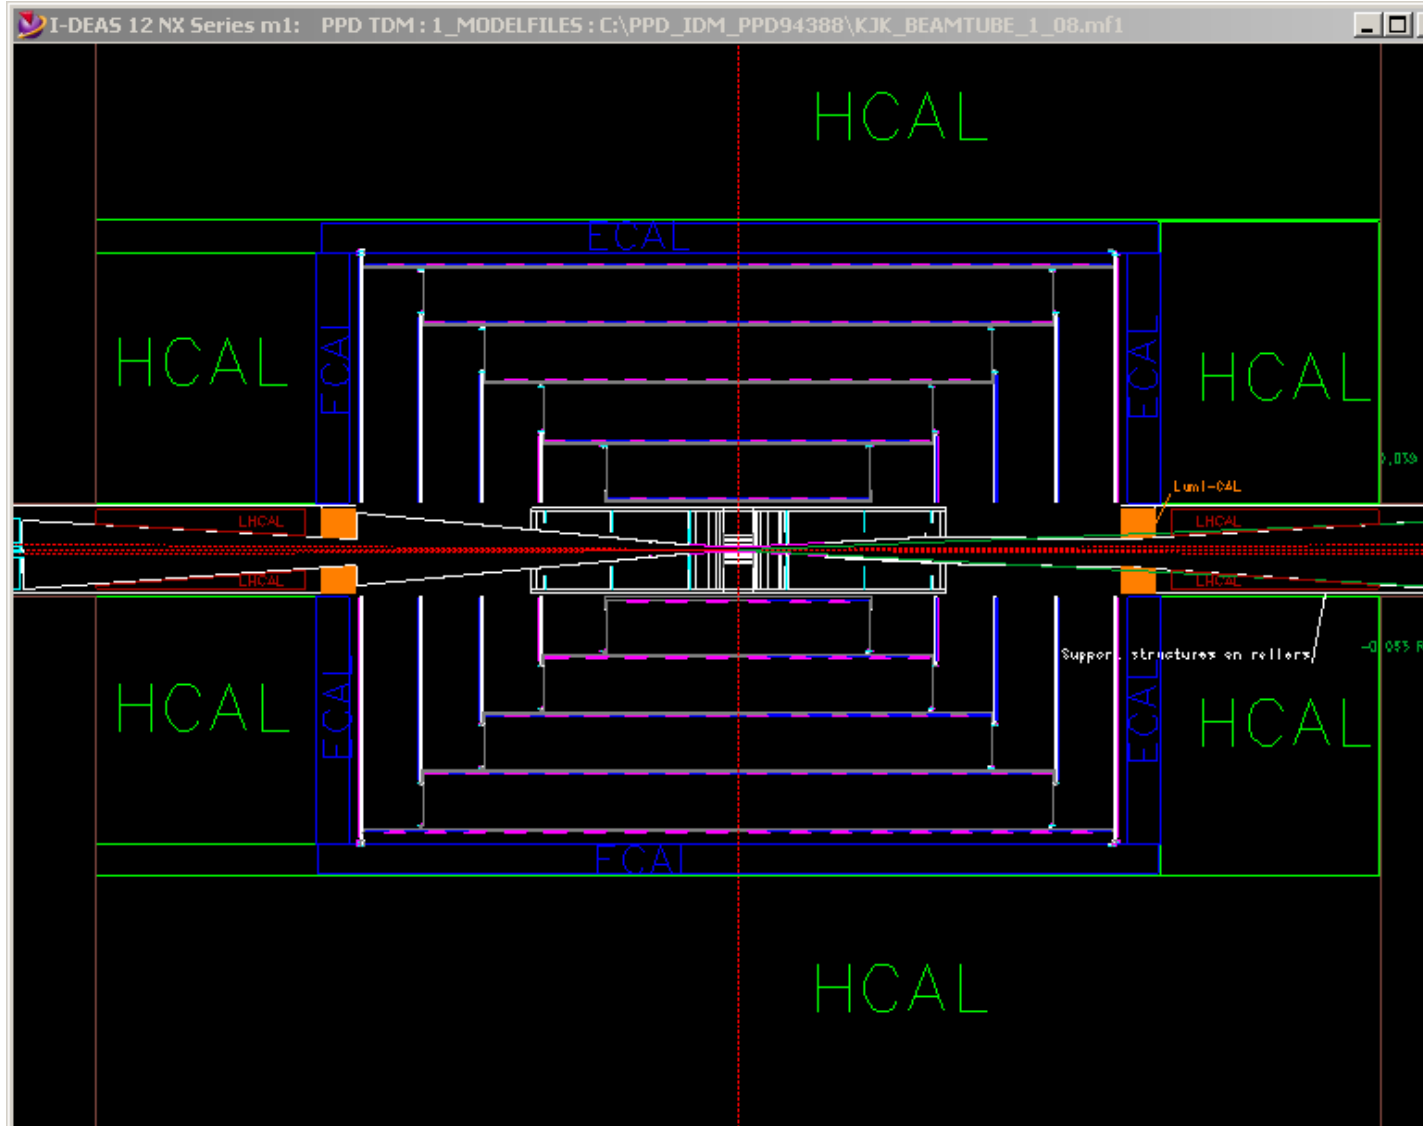 I-DEAS 12 NX Series m1: PPD TDM : 1_MODELFILES : C:\PPD_IDM_PPD94388\KJK_BEAMTUBE_1_08.mf1
HCAL
ECAL
HCAL
ECAL
ECAL
HCAL
Lumi-CAL
LHCAL
LHCAL
LHCAL
LHCAL
Support structures on rollers
HCAL
ECAL
ECAL
HCAL
ECAL
HCAL